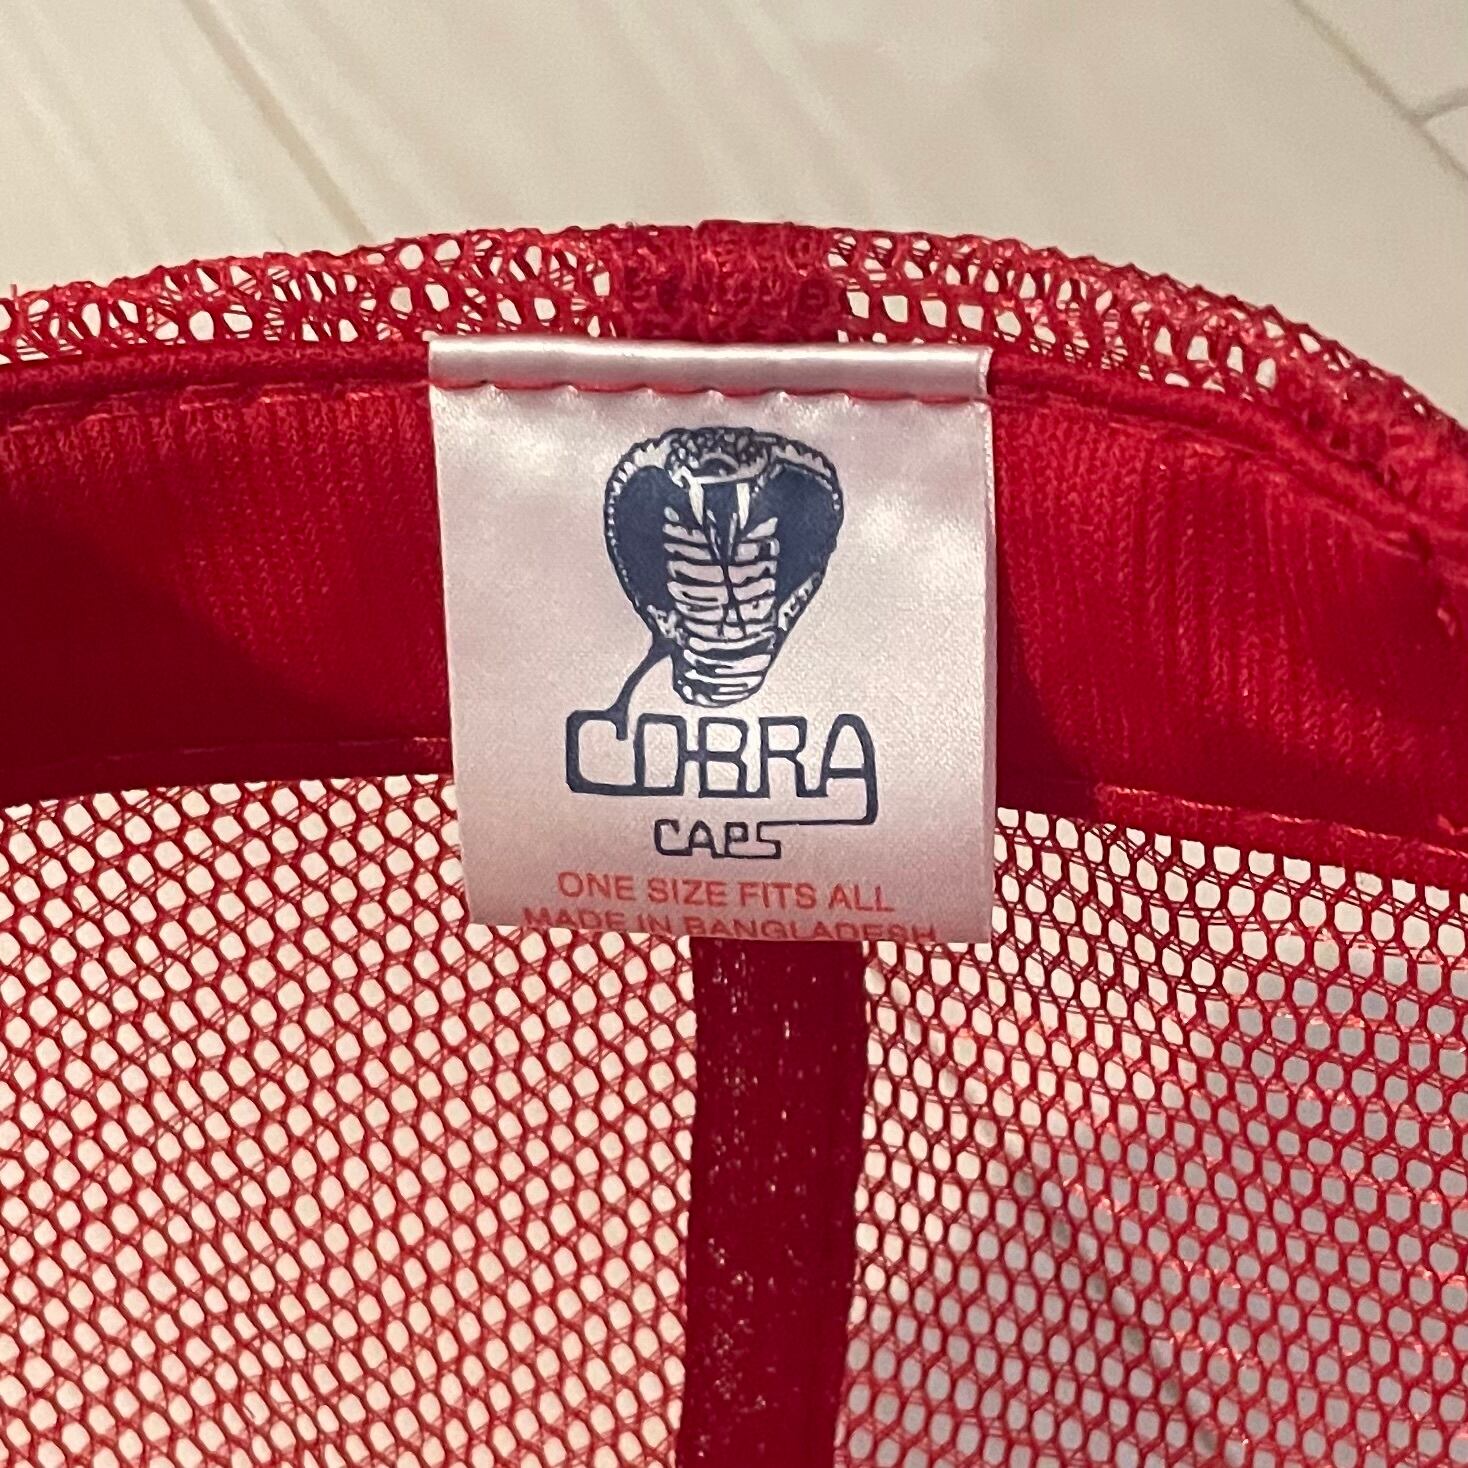 COBRA
CAPS
ONE SIZE FITS ALL
MADE IN BANGLADESH